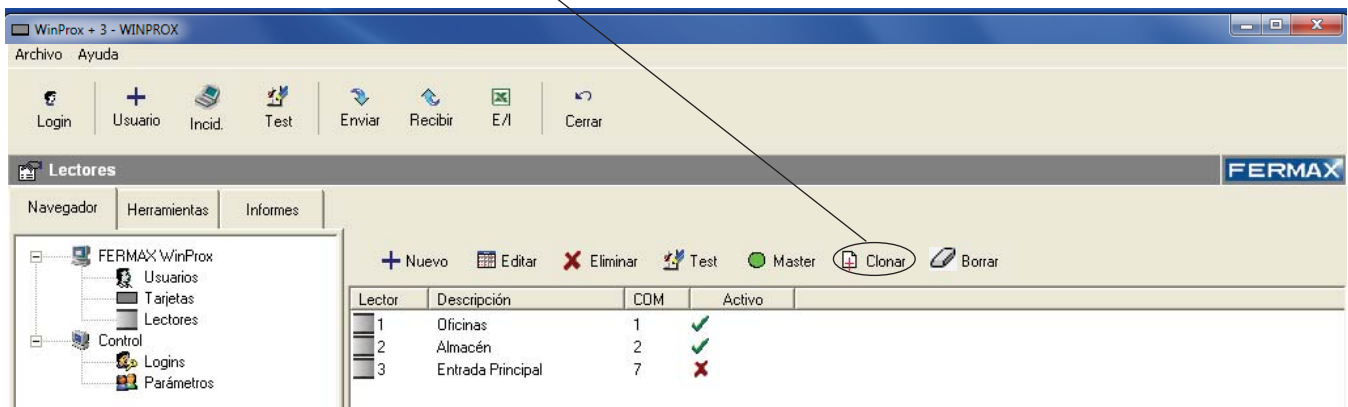 WinProx + 3 - WINPROX
Archivo Ayuda
Login Usuario Incid. Test Enviar Recibir E/I Cerrar
Lectores FERMAX
Navegador Herramientas Informes
FERMAX WinProx
Usuarios
Tarjetas
Lectores
Control
Logins
Parámetros
Nuevo Editar Eliminar Test Master Clonar Borrar
Lector Descripción COM Activo
1 Oficinas 1
2 Almacén 2
3 Entrada Principal 7